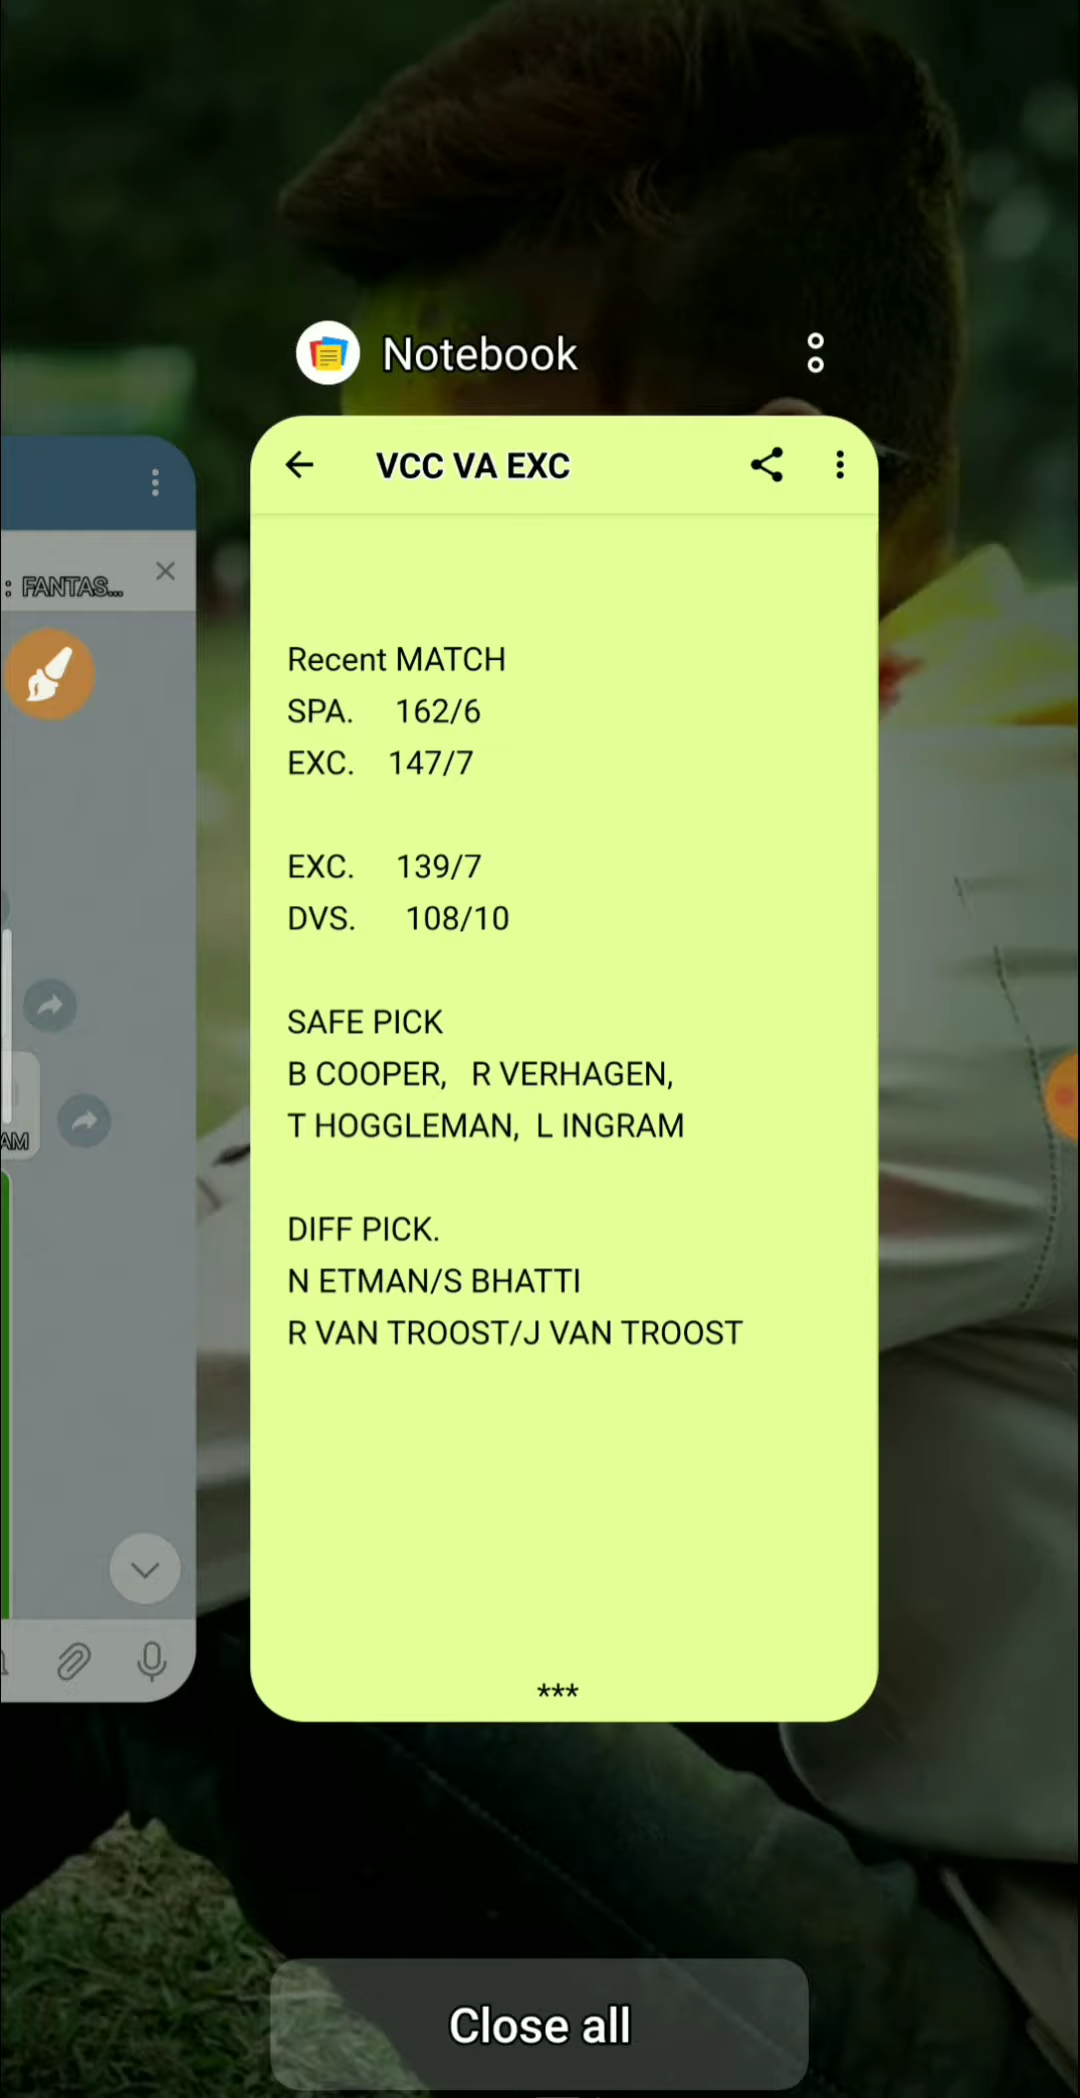 Notebook
VCC VA EXC
: FANTAS...
Recent MATCH
SPA. 162/6
EXC. 147/7
EXC. 139/7
DVS. 108/10
SAFE PICK
B COOPER, R VERHAGEN,
T HOGGLEMAN, L INGRAM
AM
DIFF PICK.
N ETMAN/S BHATTI
R VAN TROOST/J VAN TROOST
***
Close all